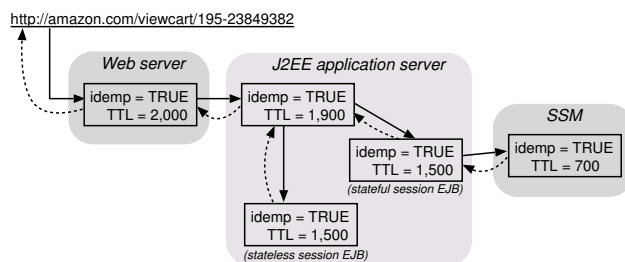 http://amazon.com/viewcart/195-23849382
Web server
idemp = TRUE
TTL = 2,000
J2EE application server
idemp = TRUE
TTL = 1,900
idemp = TRUE
TTL = 1,500
(stateful session EJB)
idemp = TRUE
TTL = 1,500
(stateless session EJB)
SSM
idemp = TRUE
TTL = 700